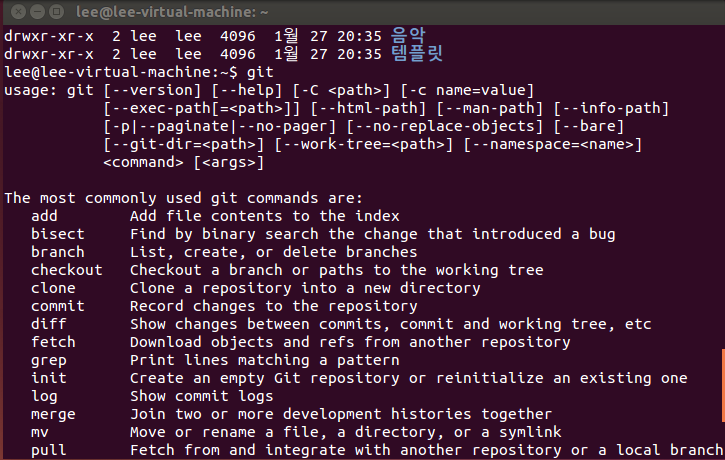 lee@lee-virtual-machine: ~
drwxr-xr-x  2 lee  lee  4096  1월 27 20:35 음악
drwxr-xr-x  2 lee  lee  4096  1월 27 20:35 템플릿
lee@lee-virtual-machine:~$ git
usage: git [--version] [--help] [-C <path>] [-c name=value]
           [--exec-path[=<path>]] [--html-path] [--man-path] [--info-path]
           [-p|--paginate|--no-pager] [--no-replace-objects] [--bare]
           [--git-dir=<path>] [--work-tree=<path>] [--namespace=<name>]
           <command> [<args>]

The most commonly used git commands are:
   add        Add file contents to the index
   bisect     Find by binary search the change that introduced a bug
   branch     List, create, or delete branches
   checkout   Checkout a branch or paths to the working tree
   clone      Clone a repository into a new directory
   commit     Record changes to the repository
   diff       Show changes between commits, commit and working tree, etc
   fetch      Download objects and refs from another repository
   grep       Print lines matching a pattern
   init       Create an empty Git repository or reinitialize an existing one
   log        Show commit logs
   merge      Join two or more development histories together
   mv         Move or rename a file, a directory, or a symlink
   pull       Fetch from and integrate with another repository or a local branch